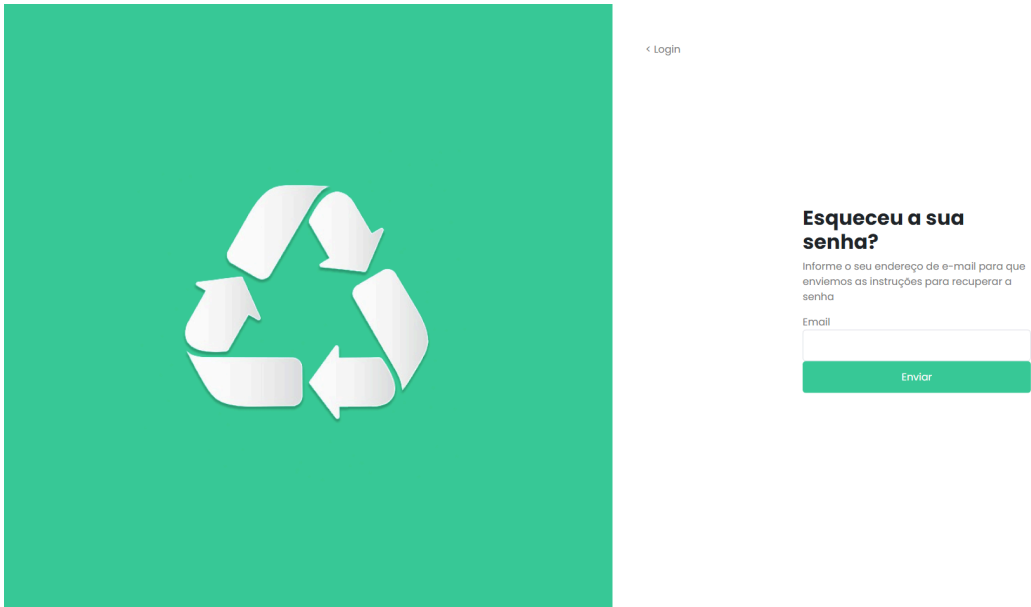 < Login
Esqueceu a sua
senha?
Informe o seu endereço de e-mail para que
enviemos as instruções para recuperar a
senha
Email
Enviar